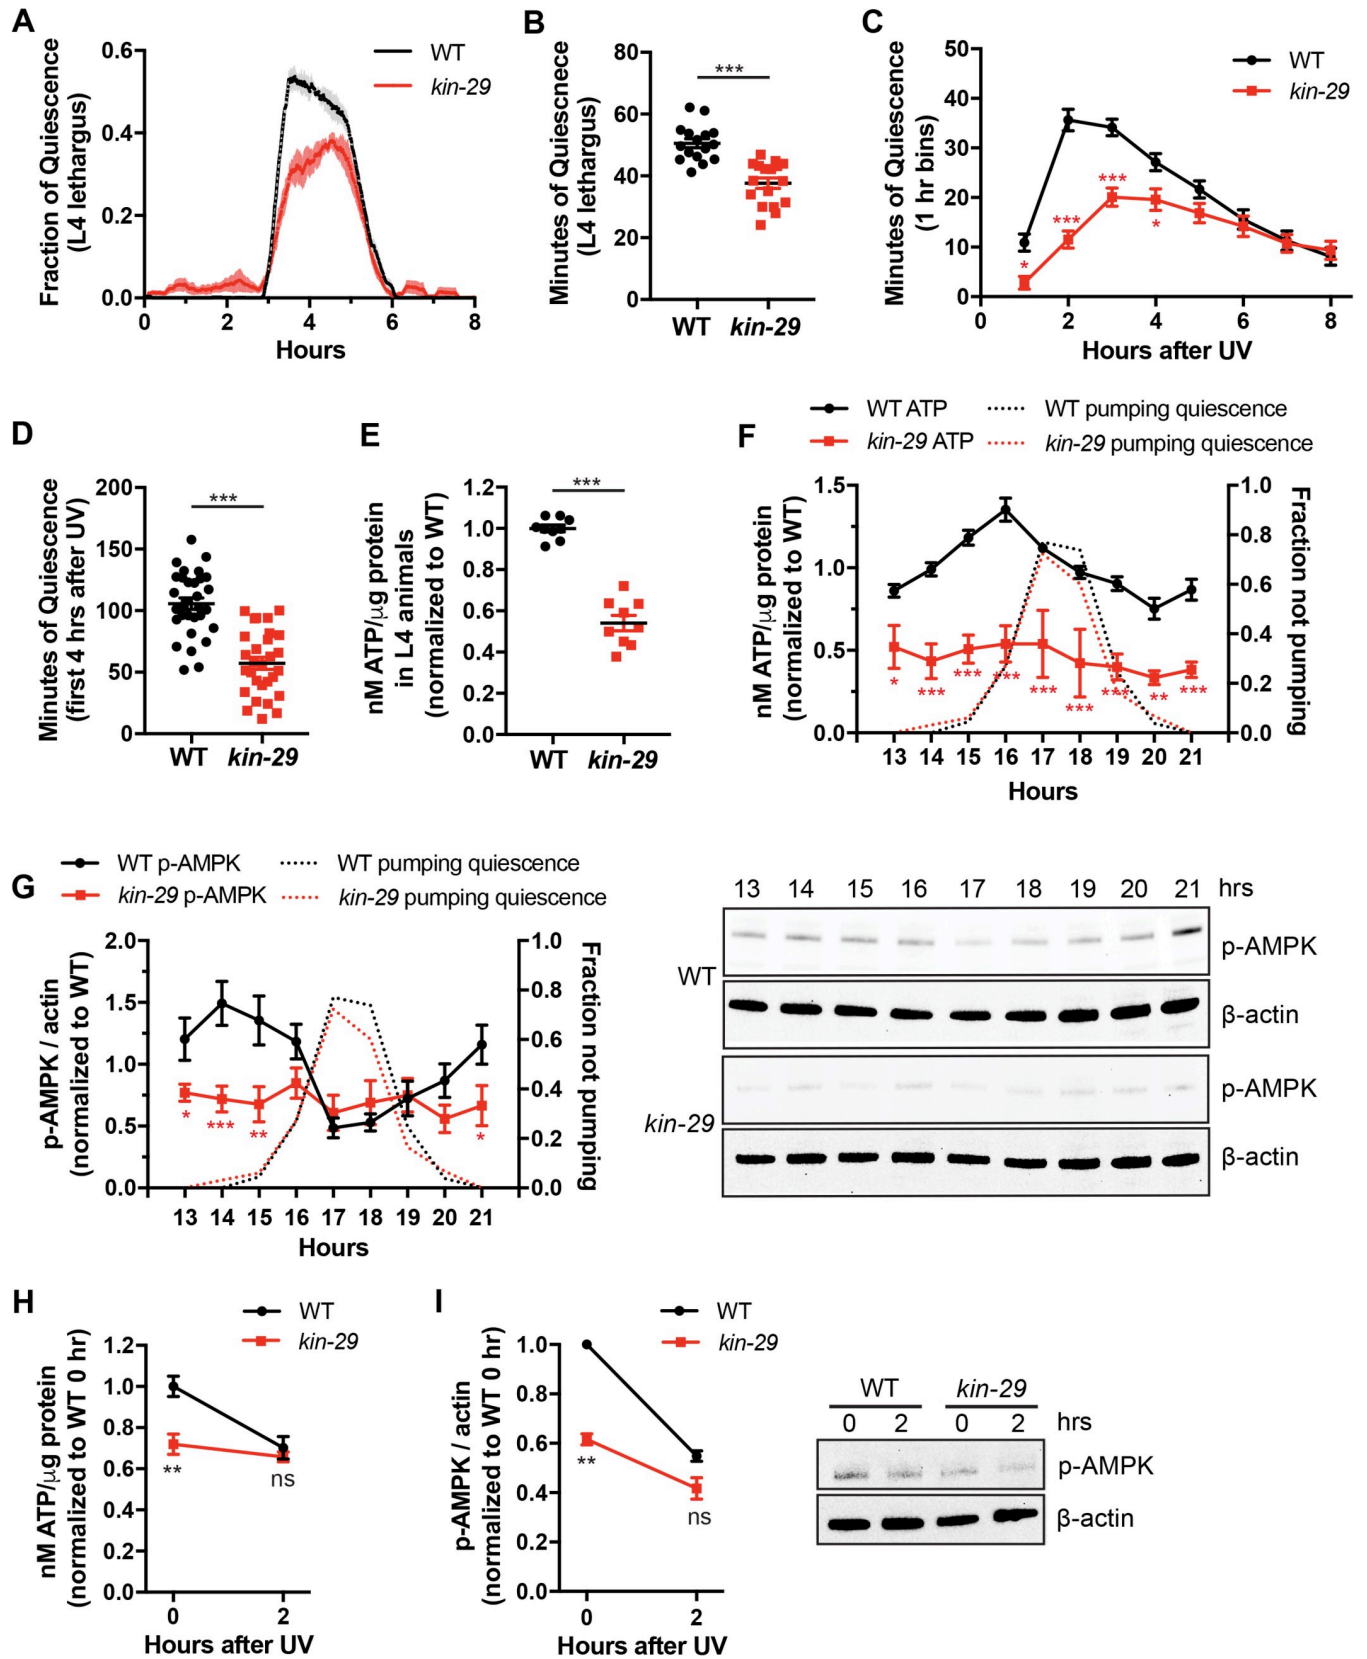 A
Fraction of Quiescence
(L4 lethargus)
0.6
0.4
0.2
0.0
0 2 4 6 8
Hours
WT
kin-29
B
Minutes of Quiescnece
(L4 lethargus)
80
60
40
20
0
***
WT kin-29
C
Minutes of Quiescence
(1 hr bins)
50
40
30
20
10
0
WT
kin-29
*
***
***
*
0 2 4 6 8
Hours after UV
D
Minutes of Quiescence
(first 4 hrs after UV)
200
150
100
50
0
***
WT kin-29
E
nM ATP/μg protein
in L4 animals
(normalized to WT)
1.2
1.0
0.8
0.6
0.4
0.2
0.0
***
WT kin-29
F
WT ATP
WT pumping quiescence
kin-29 ATP
kin-29 pumping quiescence
nM ATP/μg protein
(normalized to WT)
1.5
1.0
0.5
0.0
* *** *** *** *** *** *** ** ***
1.0
0.8
0.6
0.4
0.2
0.0
Fraction not pumping
13 14 15 16 17 18 19 20 21
Hours
G
WT p-AMPK
WT pumping quiescence
kin-29 p-AMPK
kin-29 pumping quiescence
p-AMPK / actin
(normalized to WT)
2.0
1.5
1.0
0.5
0.0
* *** ** *
1.0
0.8
0.6
0.4
0.2
0.0
Fraction not pumping
13 14 15 16 17 18 19 20 21
Hours
13 14 15 16 17 18 19 20 21 hrs
WT
p-AMPK
β-actin
kin-29
p-AMPK
β-actin
H
WT
kin-29
nM ATP/μg protein
(normalized to WT 0 hr)
1.2
1.0
0.8
0.6
0.4
0.2
0.0
**
ns
0 2
Hours after UV
I
WT
kin-29
p-AMPK / actin
(normalized to WT 0 hr)
1.0
0.8
0.6
0.4
0.2
0.0
**
ns
0 2
Hours after UV
WT kin-29
0 2 0 2 hrs
p-AMPK
β-actin